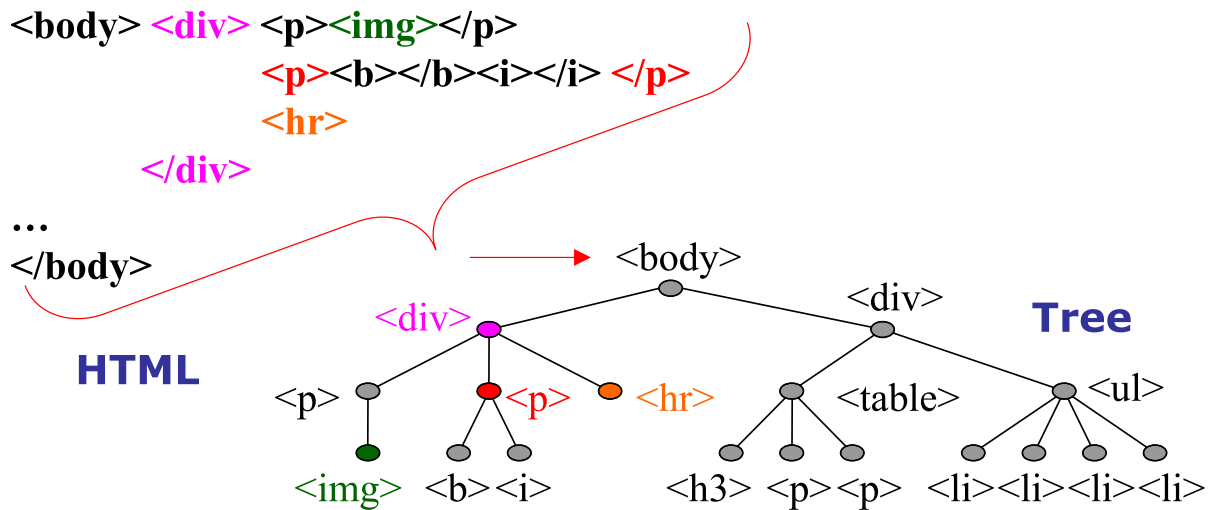 <body> <div> <p><img></p>
<p><b></b><i></i> </p>
<hr>
</div>
...
</body>
<body>
<div>
<div>
Tree
HTML
<p>
<p>
<hr>
<table>
<ul>
<img>
<b>
<i>
<h3>
<p>
<p>
<li>
<li>
<li>
<li>